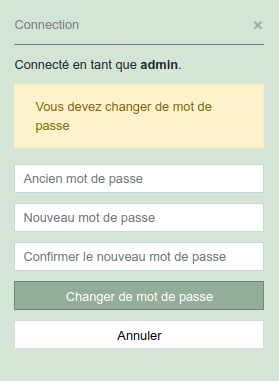 Connection ×
Connecté en tant que admin.
Vous devez changer de mot de
passe
Ancien mot de passe
Nouveau mot de passe
Confirmer le nouveau mot de passe
Changer de mot de passe
Annuler